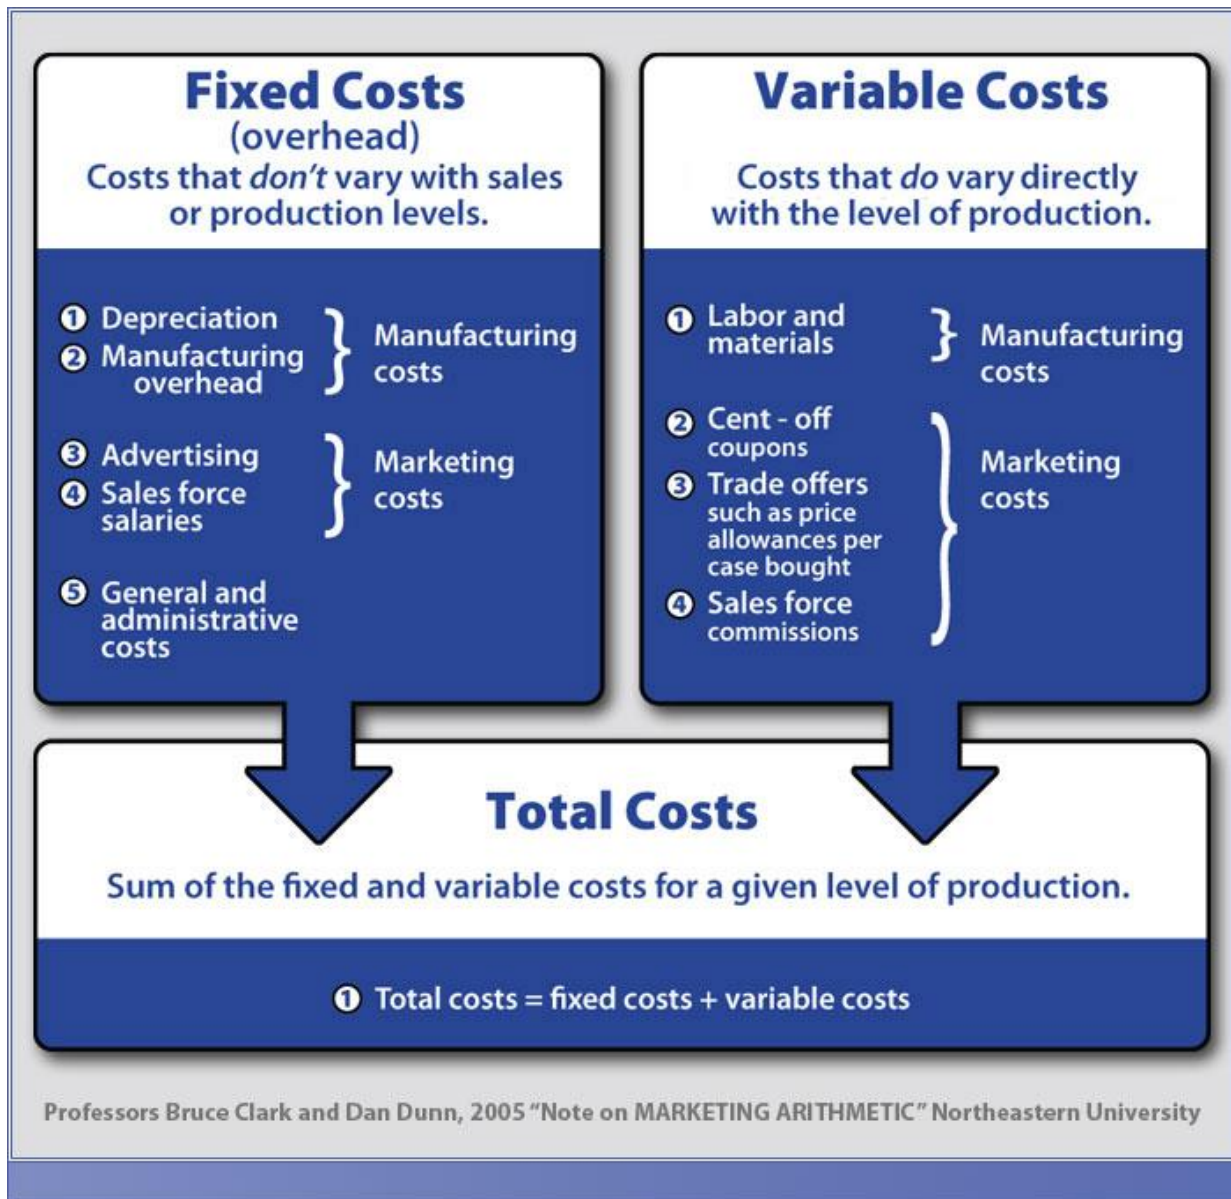 Fixed Costs
(overhead)
Costs that don't vary with sales
or production levels.
1 Depreciation
2 Manufacturing
overhead
Manufacturing
costs
3 Advertising
4 Sales force
salaries
Marketing
costs
5 General and
administrative
costs
Variable Costs
Costs that do vary directly
with the level of production.
1 Labor and
materials
Manufacturing
costs
2 Cent - off
coupons
3 Trade offers
such as price
allowances per
case bought
4 Sales force
commissions
Marketing
costs
Total Costs
Sum of the fixed and variable costs for a given level of production.
1 Total costs = fixed costs + variable costs
Professors Bruce Clark and Dan Dunn, 2005 “Note on MARKETING ARITHMETIC” Northeastern University